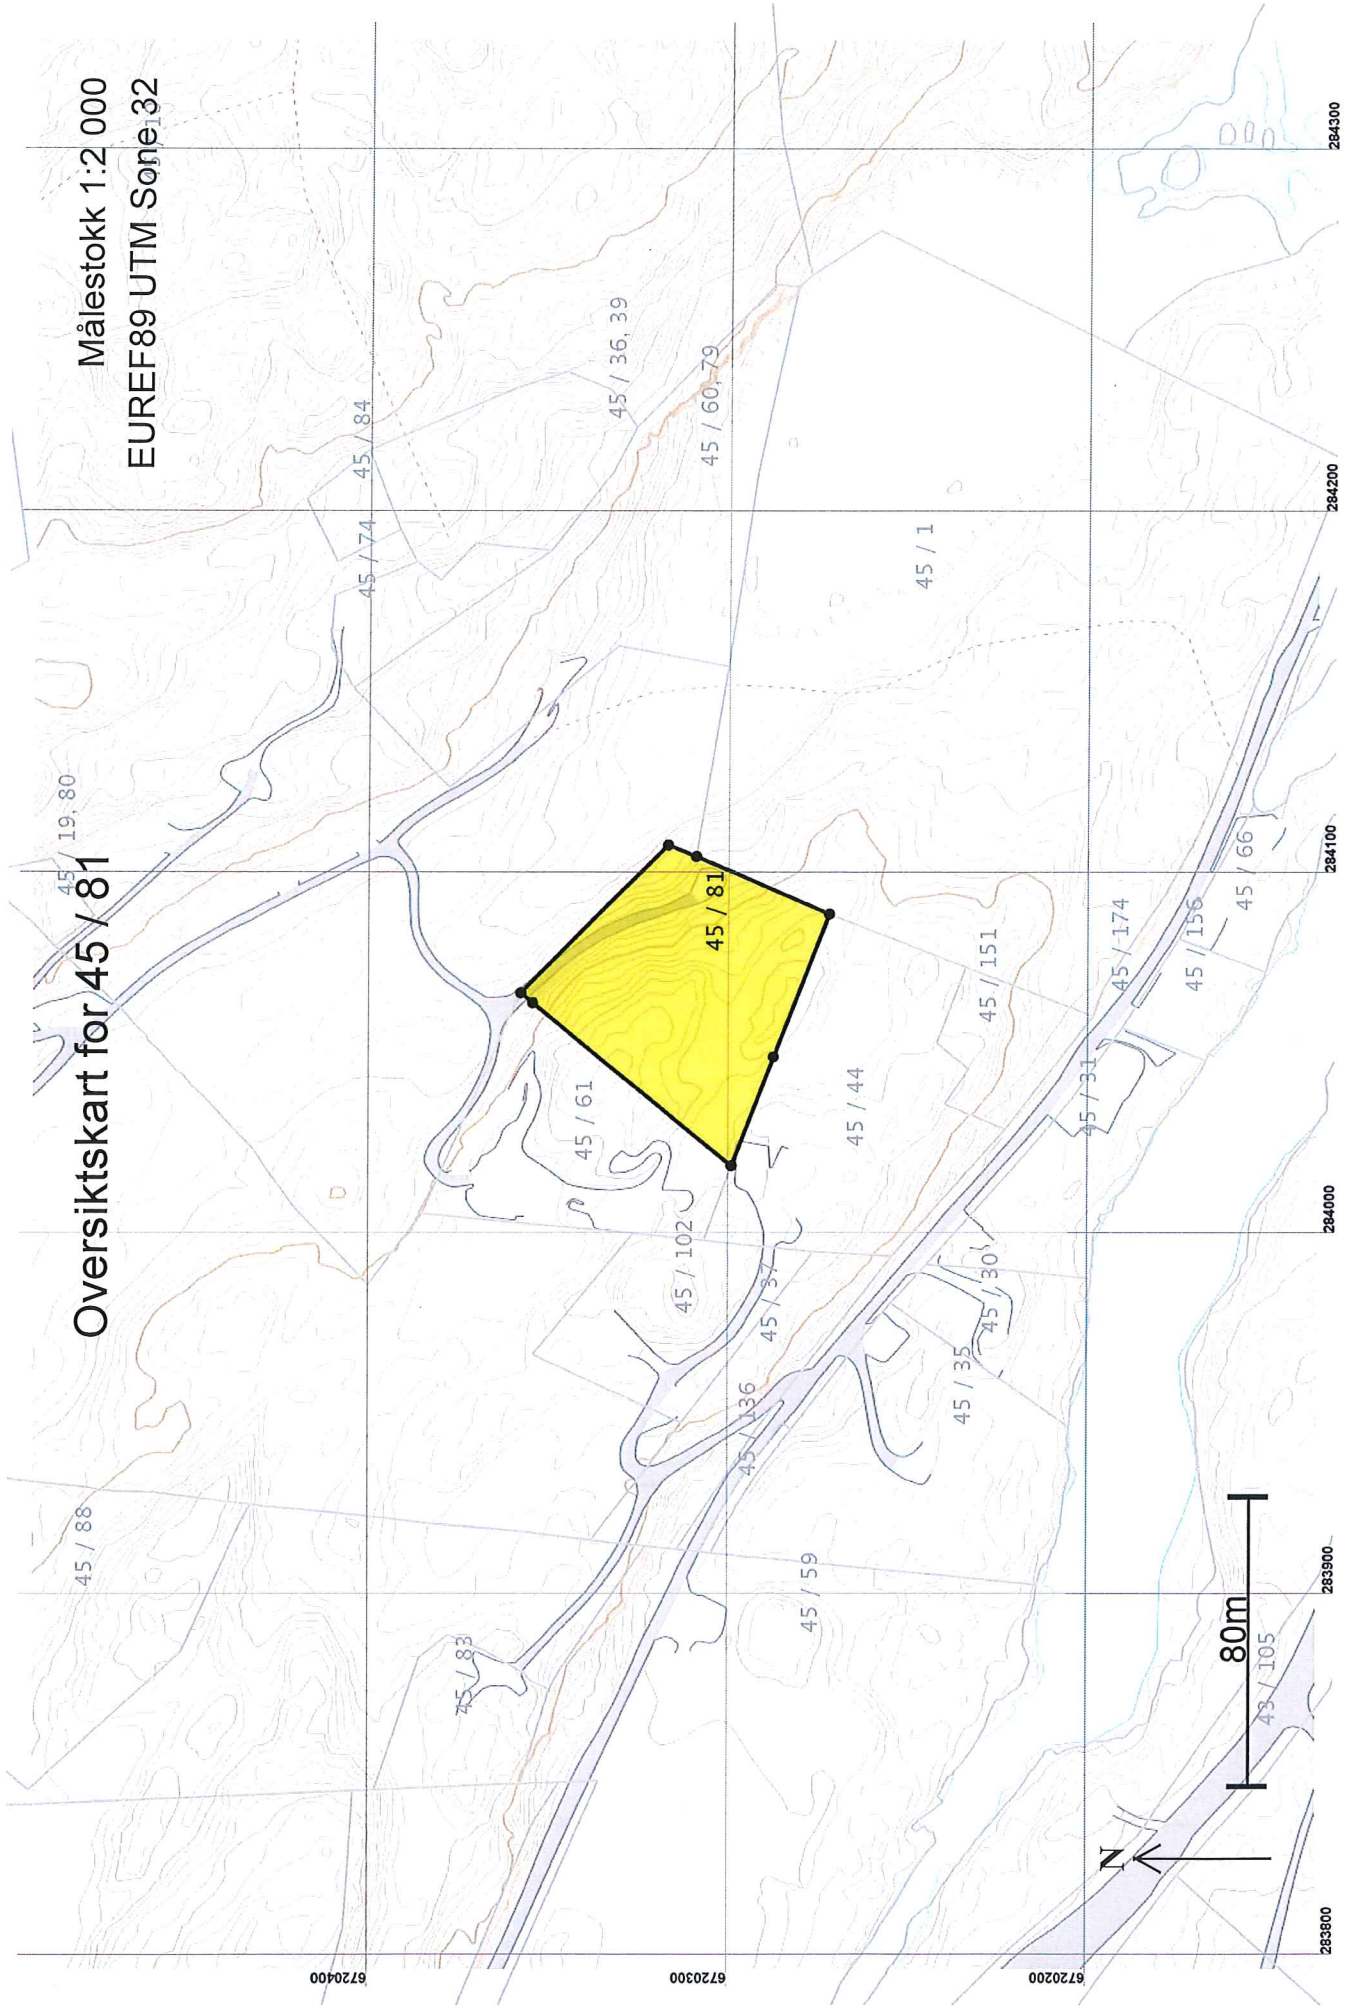 Oversiktskart for 45 / 81
Målestokk 1:2 000
EUREF89 UTM Sone 32
45 / 88
45 / 19, 80
45 / 84
45 / 74
45 / 36, 39
45 / 60, 79
45 / 83
45 / 61
45 / 102
45 / 81
45 / 37
45 / 136
45 / 59
45 / 44
45 / 1
45 / 35
45 / 30
45 / 151
45 / 31
45 / 174
45 / 156
45 / 66
43 / 105
80m
N
6720400
6720300
6720200
283800
283900
284000
284100
284200
284300